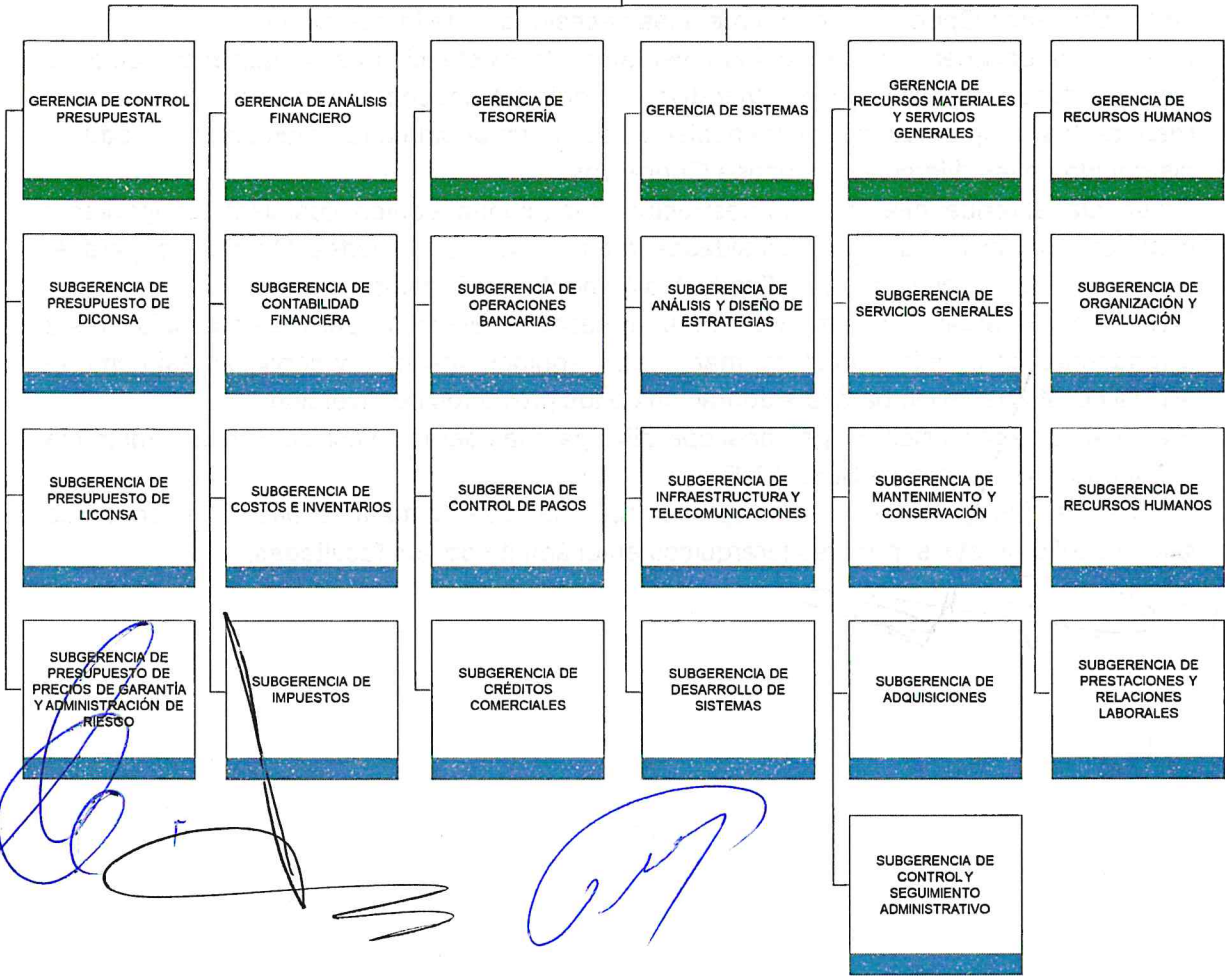 GERENCIA DE CONTROL
PRESUPUESTAL
GERENCIA DE ANÁLISIS
FINANCIERO
GERENCIA DE
TESORERÍA
GERENCIA DE SISTEMAS
GERENCIA DE
RECURSOS MATERIALES
Y SERVICIOS
GENERALES
GERENCIA DE
RECURSOS HUMANOS
SUBGERENCIA DE
PRESUPUESTO DE
DICONSA
SUBGERENCIA DE
CONTABILIDAD
FINANCIERA
SUBGERENCIA DE
OPERACIONES
BANCARIAS
SUBGERENCIA DE
ANÁLISIS Y DISEÑO DE
ESTRATEGIAS
SUBGERENCIA DE
SERVICIOS GENERALES
SUBGERENCIA DE
ORGANIZACIÓN Y
EVALUACIÓN
SUBGERENCIA DE
PRESUPUESTO DE
LICONSA
SUBGERENCIA DE
COSTOS E INVENTARIOS
SUBGERENCIA DE
CONTROL DE PAGOS
SUBGERENCIA DE
INFRAESTRUCTURA Y
TELECOMUNICACIONES
SUBGERENCIA DE
MANTENIMIENTO Y
CONSERVACIÓN
SUBGERENCIA DE
RECURSOS HUMANOS
SUBGERENCIA DE
PRESUPUESTO DE
PRECIOS DE GARANTÍA
Y ADMINISTRACIÓN DE
RIESGO
SUBGERENCIA DE
IMPUESTOS
SUBGERENCIA DE
CRÉDITOS
COMERCIALES
SUBGERENCIA DE
DESARROLLO DE
SISTEMAS
SUBGERENCIA DE
ADQUISICIONES
SUBGERENCIA DE
PRESTACIONES Y
RELACIONES
LABORALES
SUBGERENCIA DE
CONTROL Y
SEGUIMIENTO
ADMINISTRATIVO